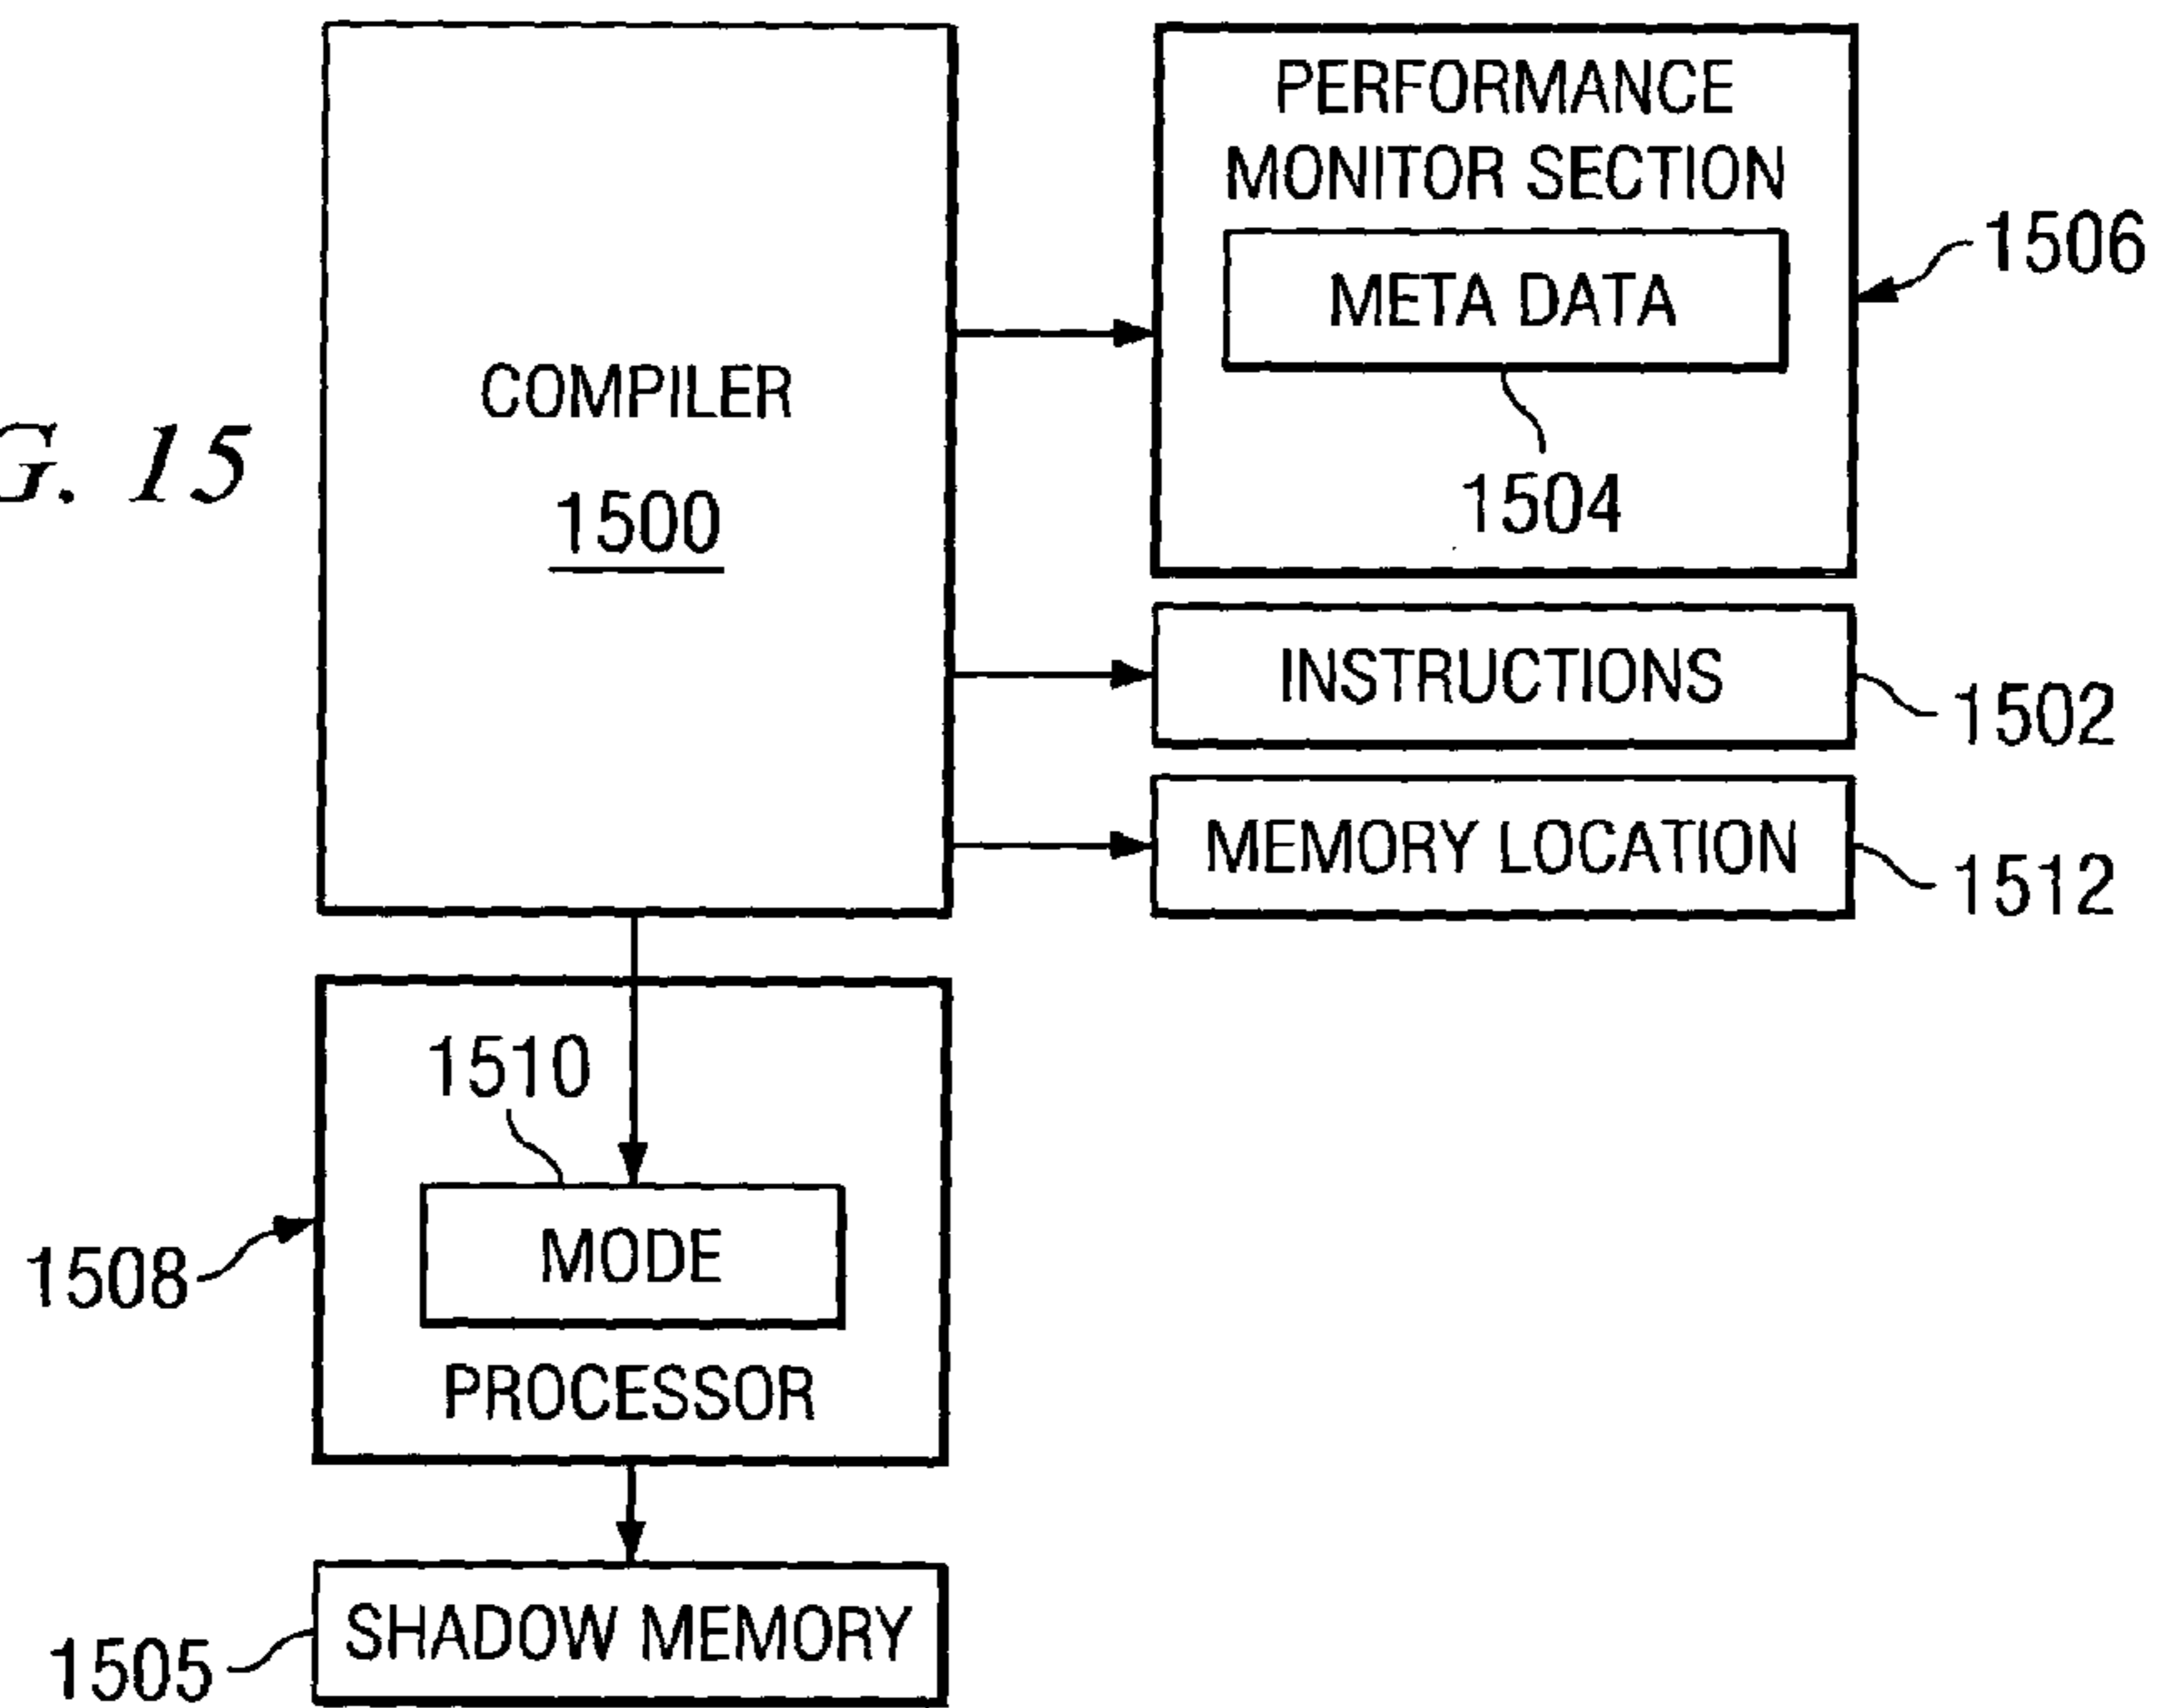 PERFORMANCE
MONITOR SECTION
META DATA
1506
1504
COMPILER
1500
G. 15
INSTRUCTIONS
1502
MEMORY LOCATION
1512
1510
MODE
1508
PROCESSOR
SHADOW MEMORY
1505